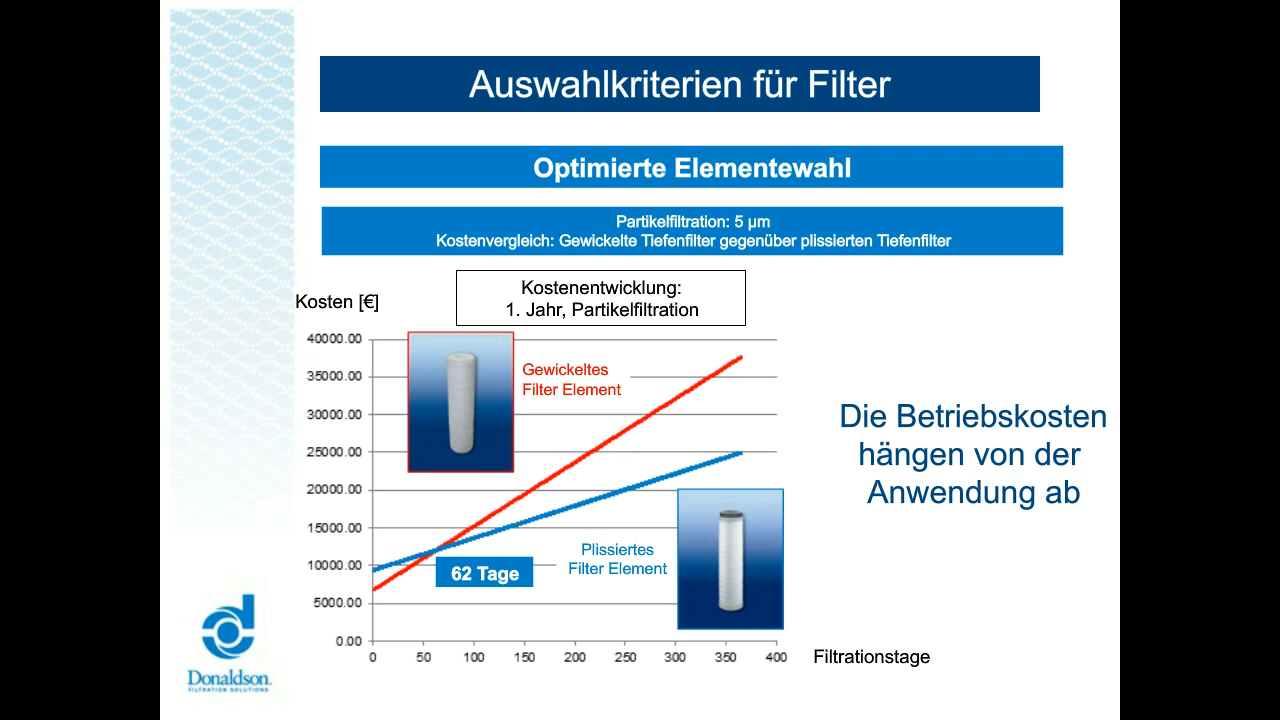 Auswahlkriterien für Filter
Optimierte Elementewahl
Partikelfiltration: 5 µm
Kostenvergleich: Gewickelte Tiefenfilter gegenüber plissierten Tiefenfilter
Kostenentwicklung:
1. Jahr, Partikelfiltration
Kosten [€]
40000.00
35000.00
30000.00
25000.00
20000.00
15000.00
10000.00
5000.00
0.00
Gewickeltes
Filter Element
Die Betriebskosten
hängen von der
Anwendung ab
Plissiertes
Filter Element
62 Tage
0 50 100 150 200 250 300 350 400
Filtrationstage
Donaldson.
FILTRATION SOLUTIONS